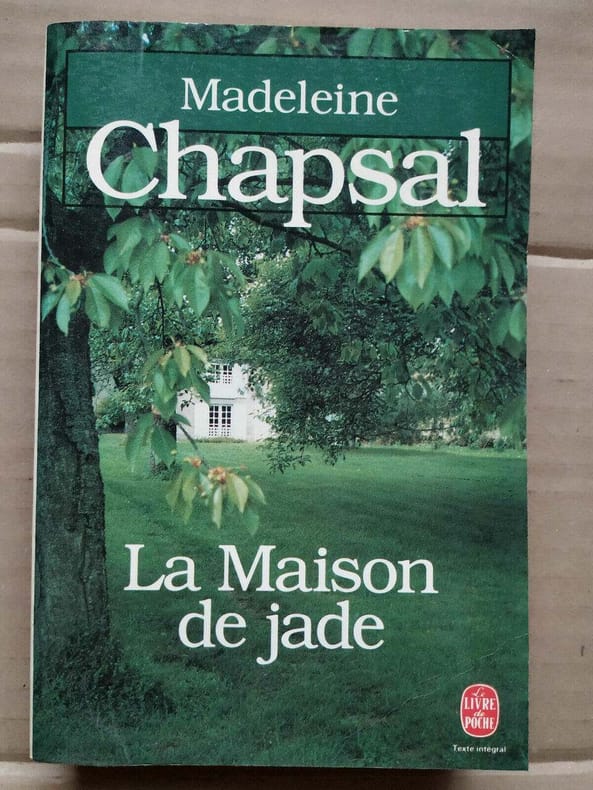 Madeleine
Chapsal
La Maison
de jade
Le
LIVRE
de
POCHE
Texte intégral